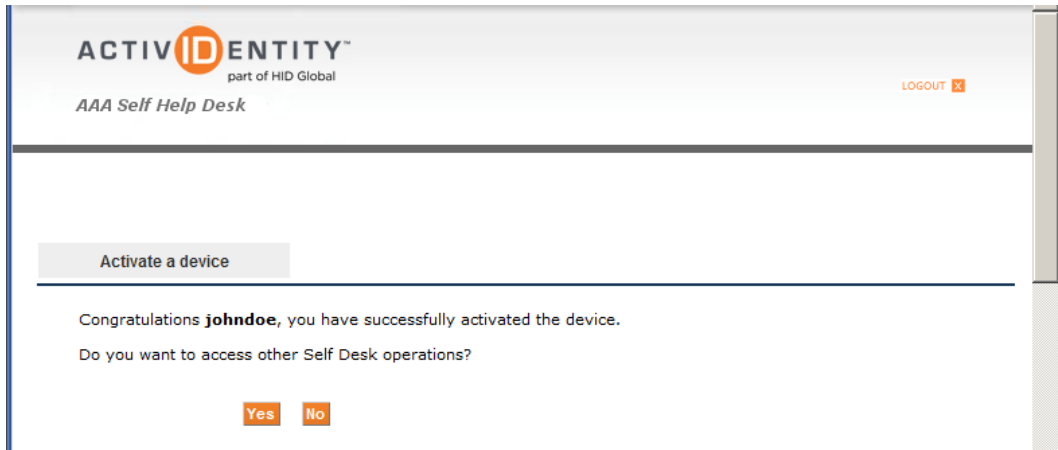 ACTIVIDENTITY™
part of HID Global
AAA Self Help Desk
LOGOUT X
Activate a device
Congratulations johndoe, you have successfully activated the device.
Do you want to access other Self Desk operations?
Yes No